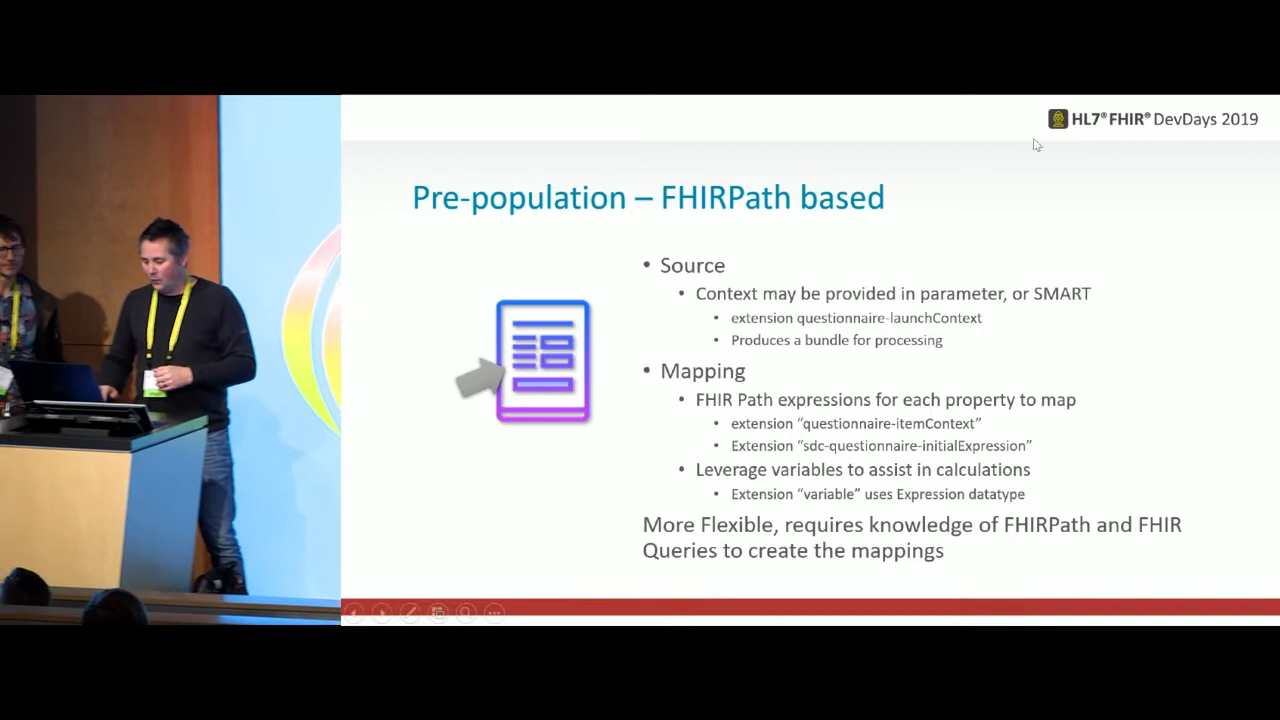 HL7® FHIR® DevDays 2019
Pre-population – FHIRPath based
• Source
• Context may be provided in parameter, or SMART
• extension questionnaire-launchContext
• Produces a bundle for processing
• Mapping
• FHIR Path expressions for each property to map
• extension “questionnaire-itemContext”
• Extension “sdc-questionnaire-initialExpression”
• Leverage variables to assist in calculations
• Extension “variable” uses Expression datatype
More Flexible, requires knowledge of FHIRPath and FHIR
Queries to create the mappings